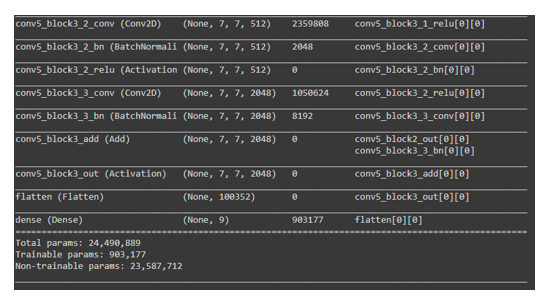 conv5_block3_2_conv (Conv2D) (None, 7, 7, 512) 2359808 conv5_block3_1_relu[0][0]
conv5_block3_2_bn (BatchNormali (None, 7, 7, 512) 2048 conv5_block3_2_conv[0][0]
conv5_block3_2_relu (Activation (None, 7, 7, 512) 0 conv5_block3_2_bn[0][0]
conv5_block3_3_conv (Conv2D) (None, 7, 7, 2048) 1050624 conv5_block3_2_relu[0][0]
conv5_block3_3_bn (BatchNormali (None, 7, 7, 2048) 8192 conv5_block3_3_conv[0][0]
conv5_block3_add (Add) (None, 7, 7, 2048) 0 conv5_block2_out[0][0]
conv5_block3_3_bn[0][0]
conv5_block3_out (Activation) (None, 7, 7, 2048) 0 conv5_block3_add[0][0]
flatten (Flatten) (None, 100352) 0 conv5_block3_out[0][0]
dense (Dense) (None, 9) 903177 flatten[0][0]
Total params: 24,490,889
Trainable params: 903,177
Non-trainable params: 23,587,712